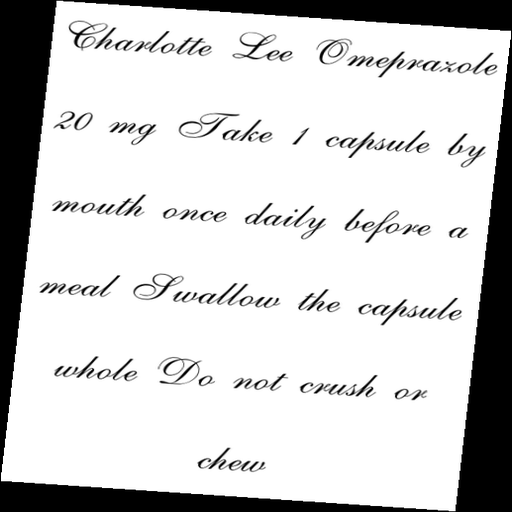 Charlotte Lee Omeprazole
20 mg Take 1 capsule by
mouth once daily before a
meal Swallow the capsule
whole Do not crush or
chew